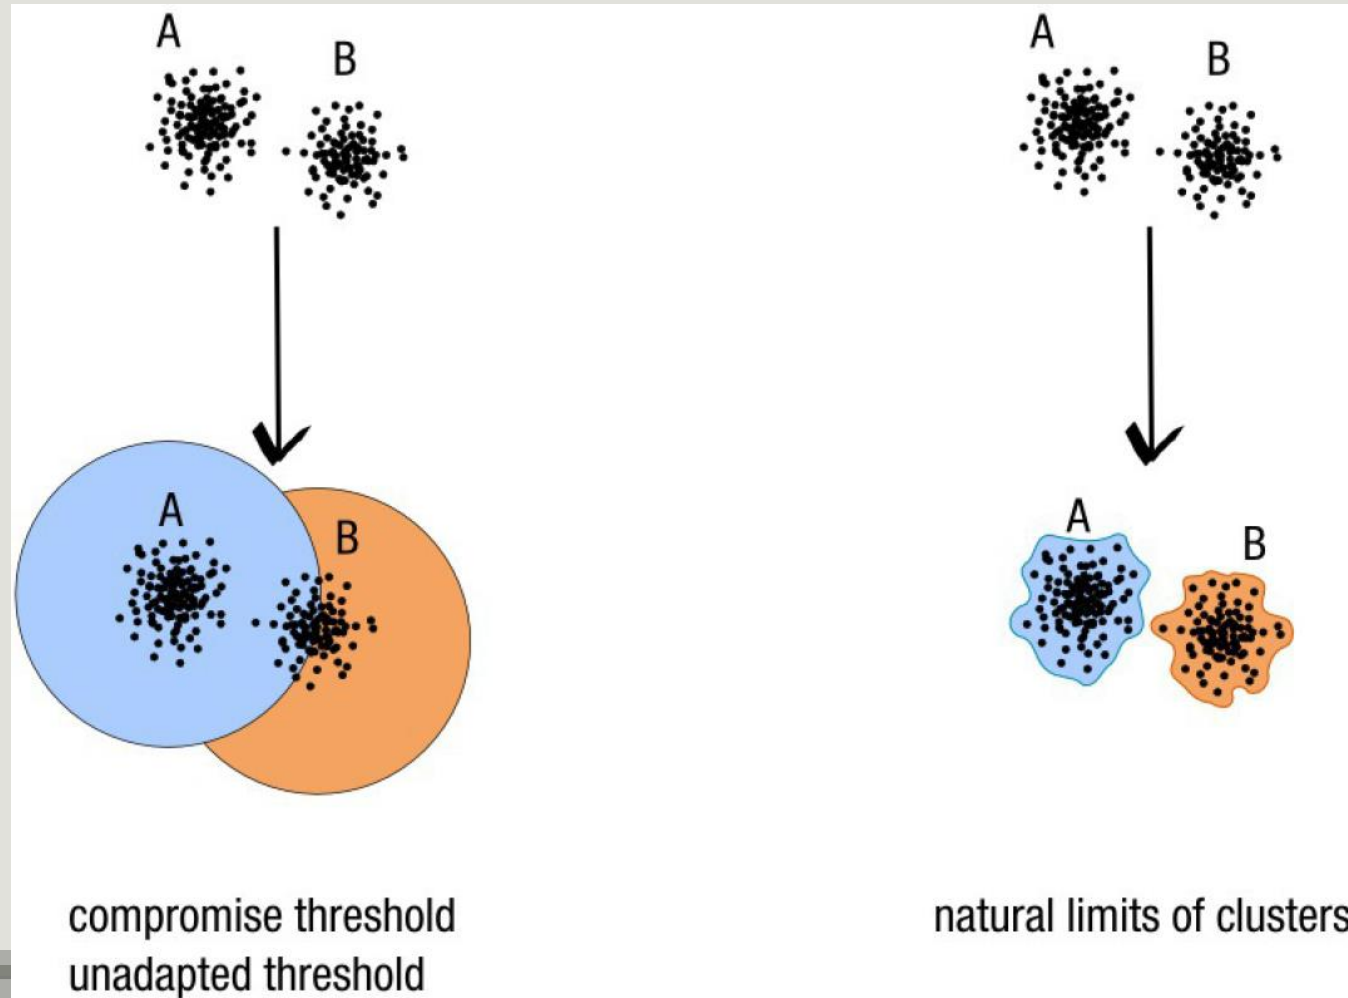 A
B
A
B
A
B
A
B
compromise threshold
unadapted threshold
natural limits of clusters